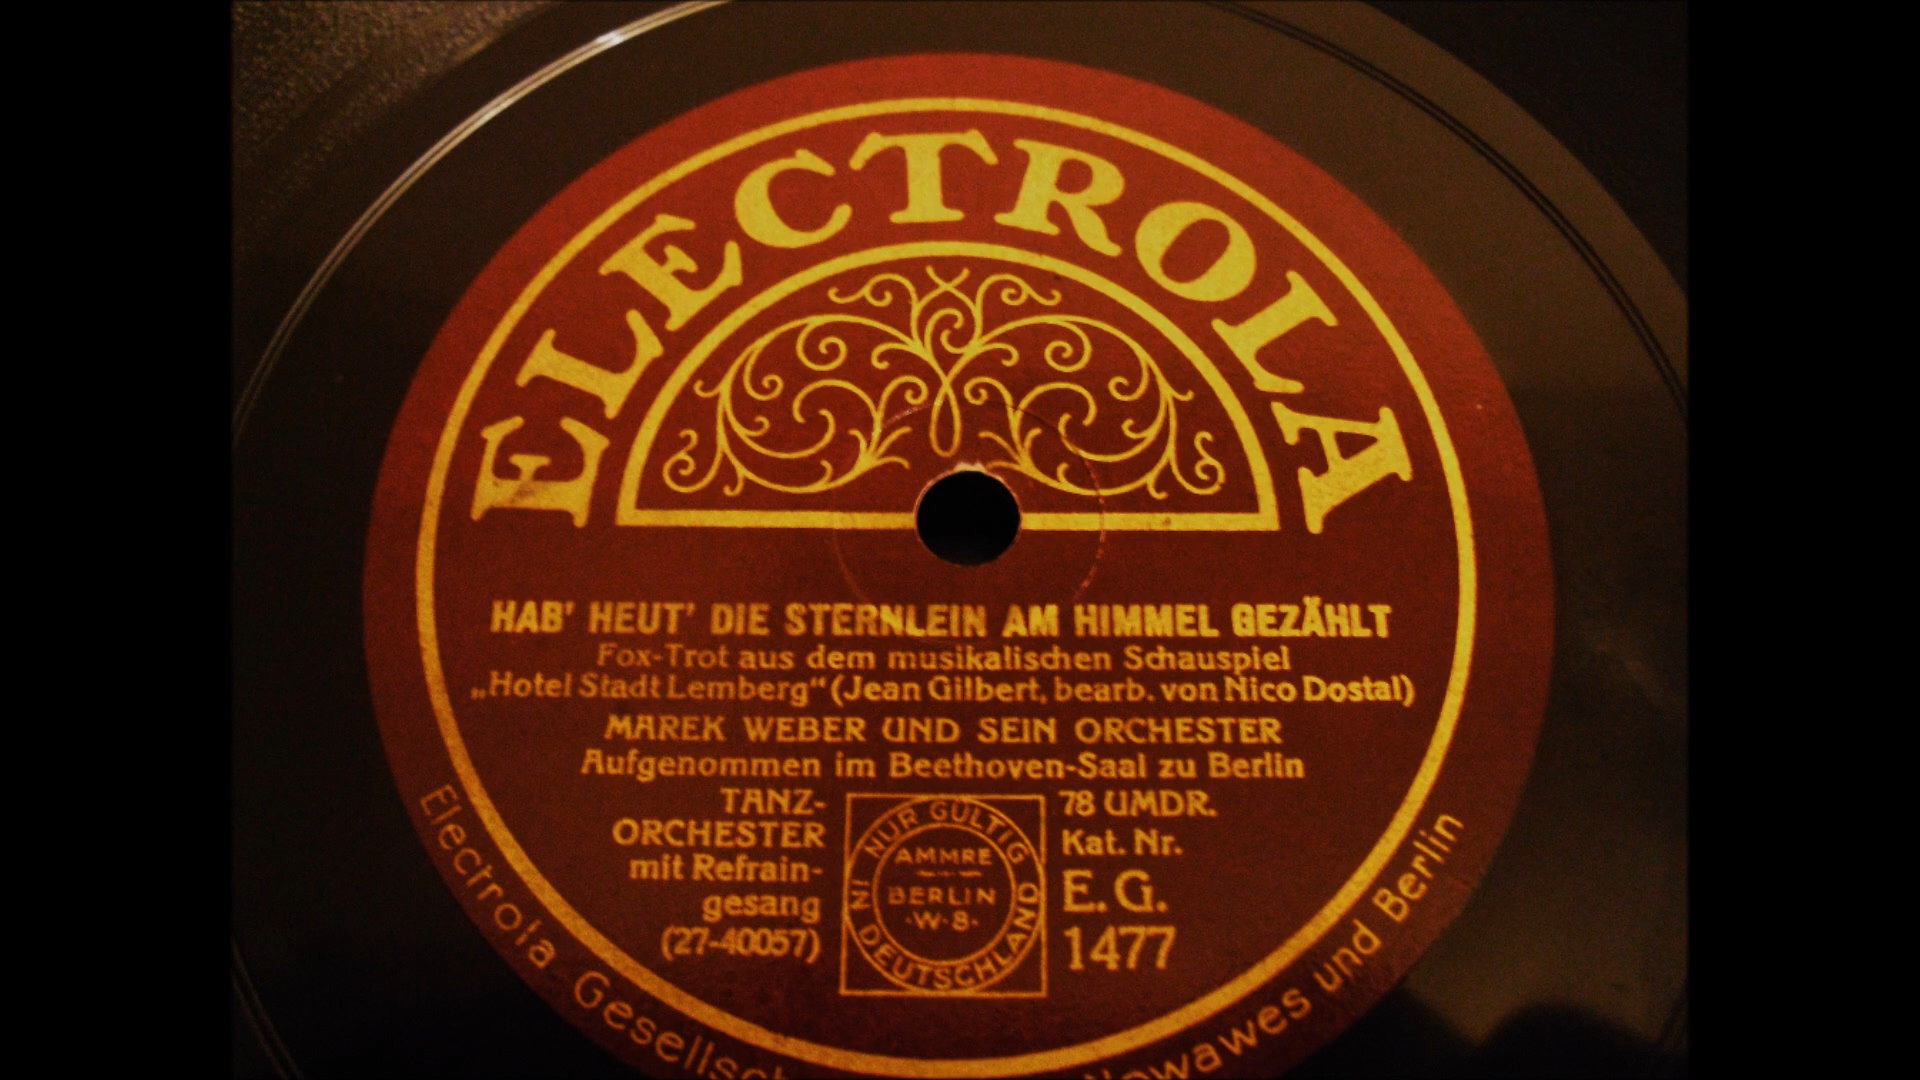 ELECTROLA
HAB' HEUT' DIE STERNLEIN AM HIMMEL GEZÄHLT
Fox-Trot aus dem musikalischen Schauspiel
„Hotel Stadt Lemberg“ (Jean Gilbert, bearb. von Nico Dostal)
MAREK WEBER UND SEIN ORCHESTER
Aufgenommen im Beethoven-Saal zu Berlin
TANZ-
ORCHESTER
mit Refrain-
gesang
(27-40057)
NUR GÜLTIG IN DEUTSCHLAND
AMMRE
BERLIN
·W·8·
78 UMDR.
Kat. Nr.
E.G.
1477
Electrola Gesellsch
Nowawes und Berlin